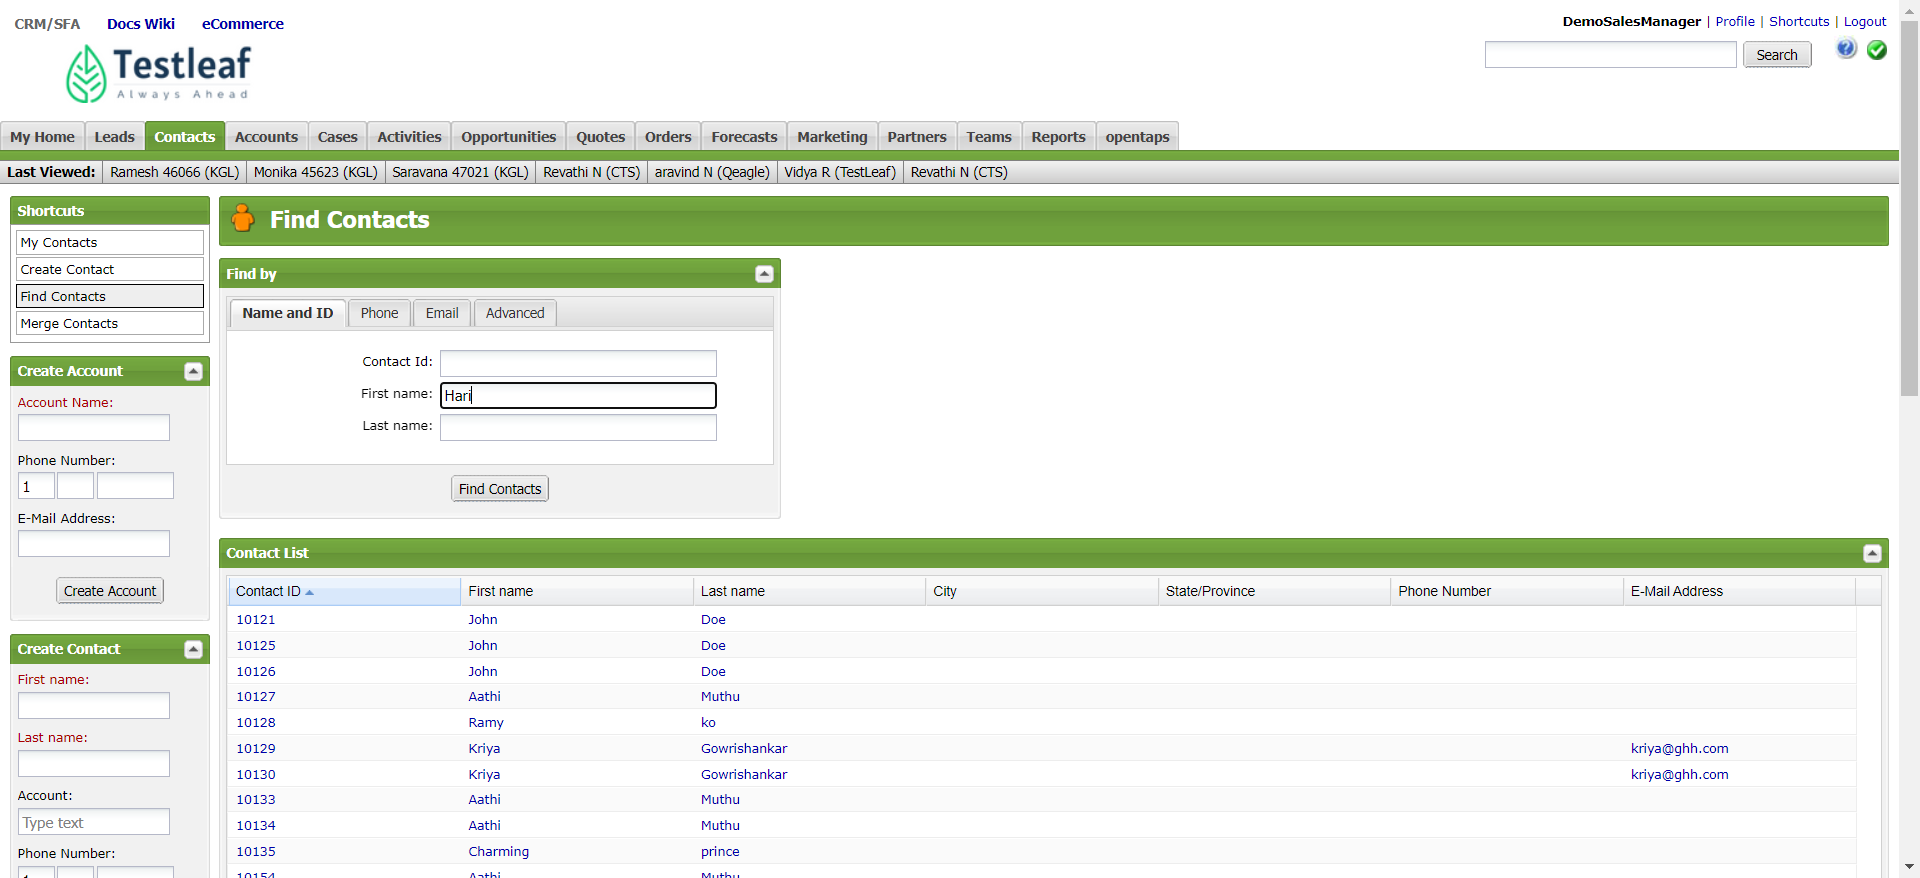 CRM/SFA Docs Wiki eCommerce
DemoSalesManager | Profile | Shortcuts | Logout
Testleaf
Always Ahead
Search
My Home Leads Contacts Accounts Cases Activities Opportunities Quotes Orders Forecasts Marketing Partners Teams Reports opentaps
Last Viewed: Ramesh 46066 (KGL) Monika 45623 (KGL) Saravana 47021 (KGL) Revathi N (CTS) aravind N (Qeagle) Vidya R (TestLeaf) Revathi N (CTS)
Shortcuts
My Contacts
Create Contact
Find Contacts
Merge Contacts
Create Account
Account Name:
Phone Number:
1
E-Mail Address:
Create Account
Create Contact
First name:
Last name:
Account:
Type text
Phone Number:
Find Contacts
Find by
Name and ID Phone Email Advanced
Contact Id:
First name: Hari
Last name:
Find Contacts
Contact List
Contact ID First name Last name City State/Province Phone Number E-Mail Address
10121 John Doe
10125 John Doe
10126 John Doe
10127 Aathi Muthu
10128 Ramy ko
10129 Kriya Gowrishankar kriya@ghh.com
10130 Kriya Gowrishankar kriya@ghh.com
10133 Aathi Muthu
10134 Aathi Muthu
10135 Charming prince
10154 Aathi Muthu